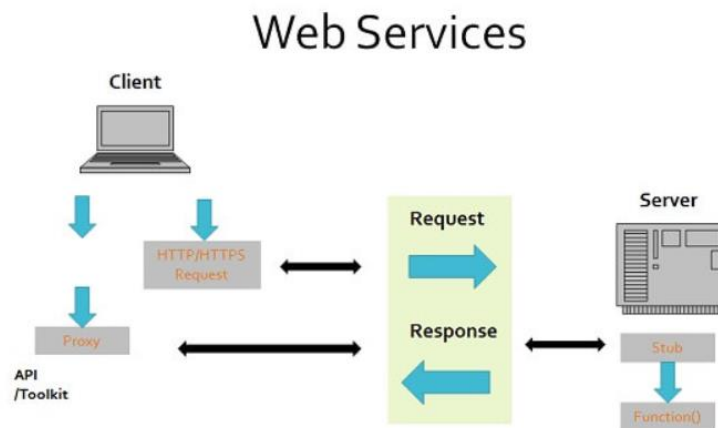 Web Services
Client
Server
Request
HTTP/HTTPS
Request
Response
Proxy
Stub
API
/Toolkit
Function()